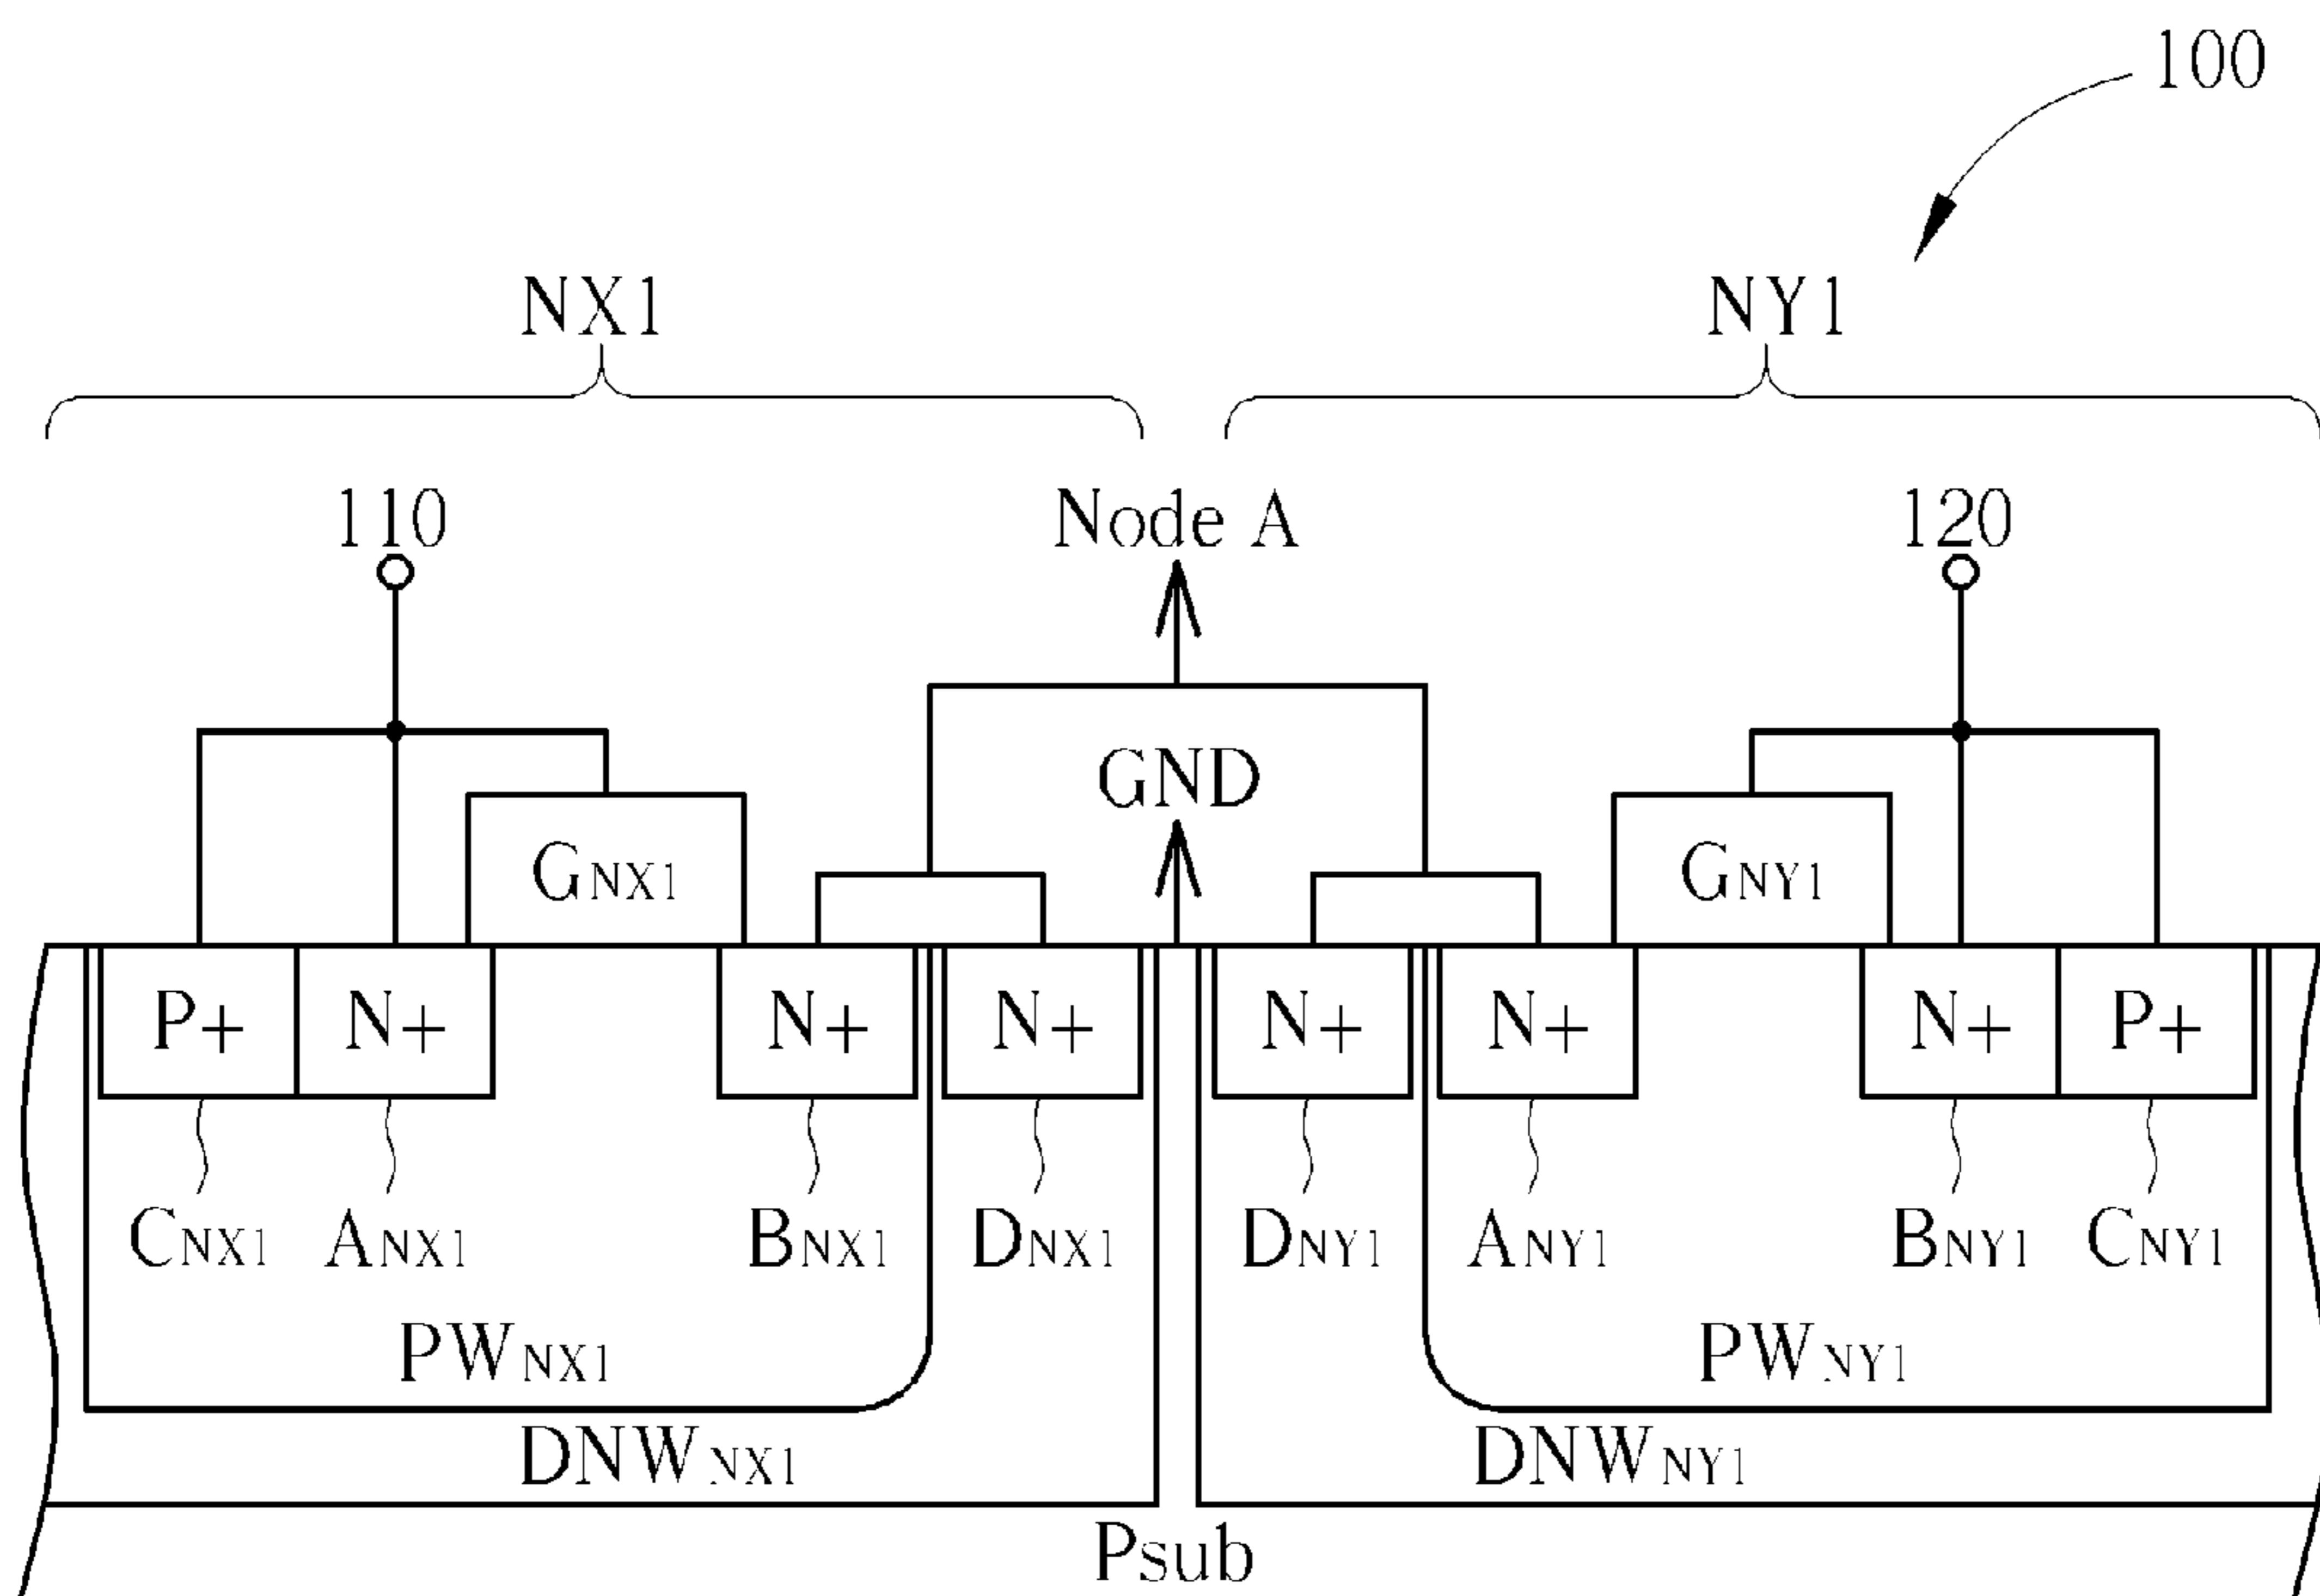 100
NX1 NY1
110 Node A 120
GND
GNX1 GNY1
P+ N+ N+ N+ N+ N+ N+ P+
CNX1 ANX1 BNX1 DNX1 DNY1 ANY1 BNY1 CNY1
PWNX1 PWNY1
DNWNX1 DNWNY1
Psub